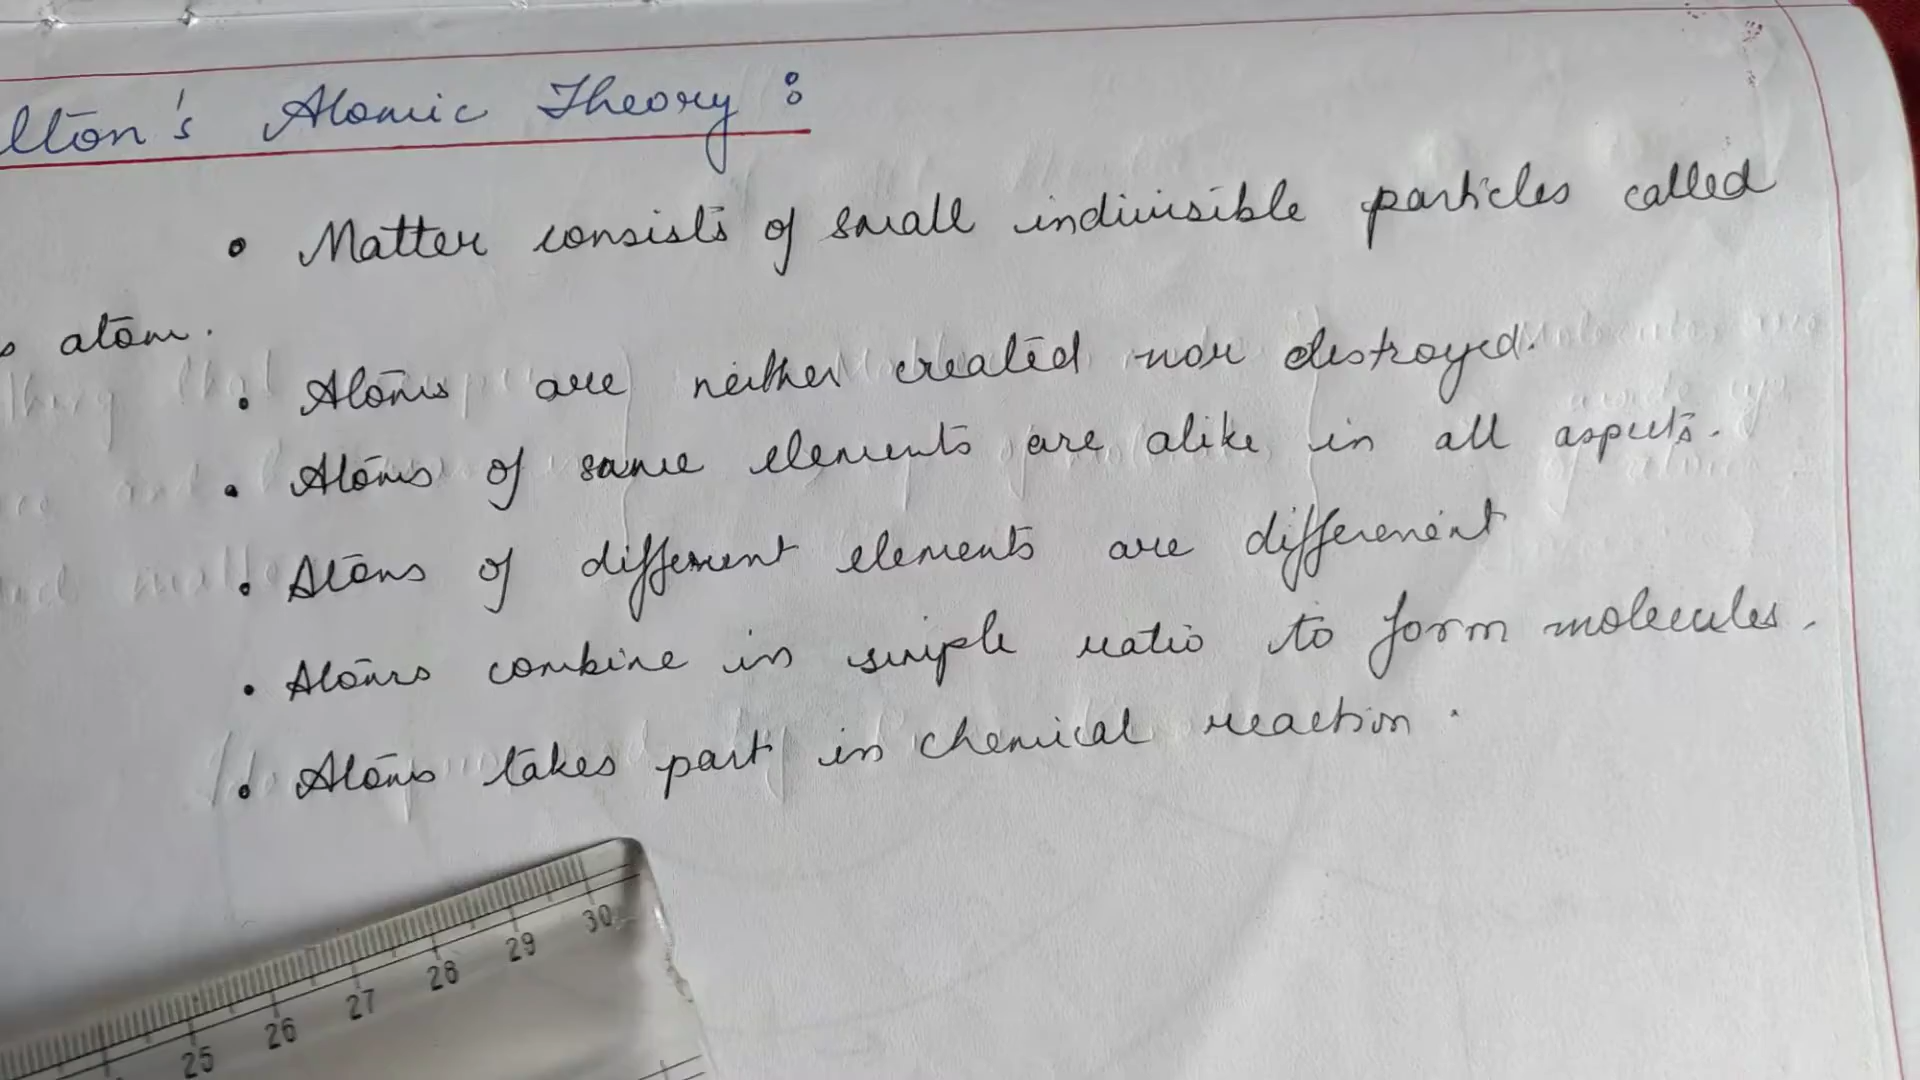 lton's Atomic Theory :
• Matter consists of small indivisible particles called
s atom.
• Atoms are neither created nor destroyed.
• Atoms of same elements are alike in all aspects.
• Atoms of different elements are different
• Atoms combine in simple ratio to form molecules.
• Atoms takes part in chemical reaction.
25 26 27 28 29 30